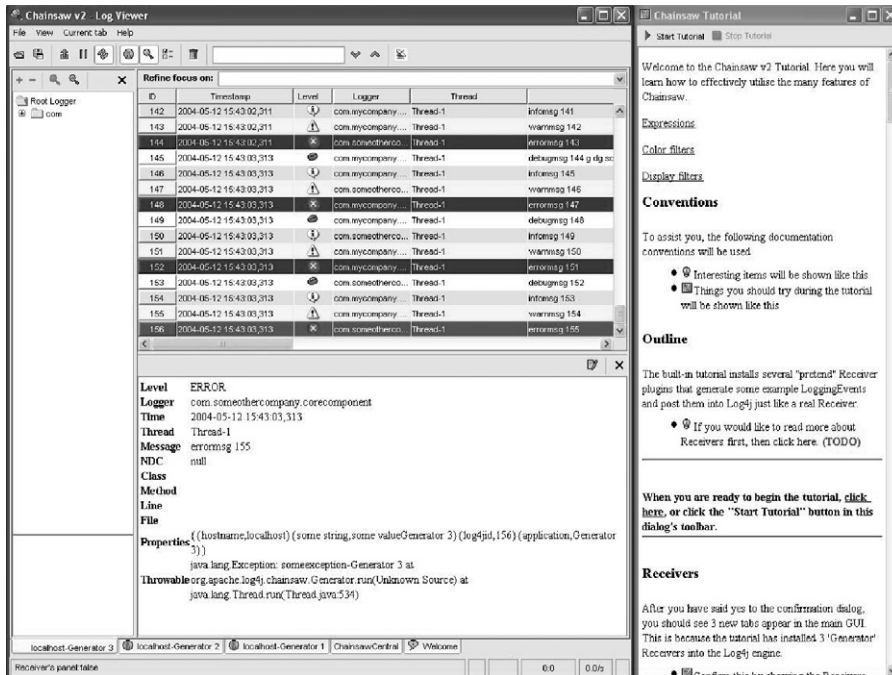 Chainsaw v2 - Log Viewer
File View Current tab Help
Refine focus on:
Root Logger
com
ID Timestamp Level Logger Thread
142 2004-05-12 15:43:02,311 com.mycompany.... Thread-1 infomsg 141
143 2004-05-12 15:43:02,311 com.mycompany.... Thread-1 warnmsg 142
144 2004-05-12 15:43:02,311 com.someotherco... Thread-1 errormsg 143
145 2004-05-12 15:43:03,313 com.mycompany.... Thread-1 debugmsg 144 g dg sc
146 2004-05-12 15:43:03,313 com.someotherco... Thread-1 infomsg 145
147 2004-05-12 15:43:03,313 com.someotherco... Thread-1 warnmsg 146
148 2004-05-12 15:43:03,313 com.mycompany.... Thread-1 errormsg 147
149 2004-05-12 15:43:03,313 com.mycompany.... Thread-1 debugmsg 148
150 2004-05-12 15:43:03,313 com.someotherco... Thread-1 infomsg 149
151 2004-05-12 15:43:03,313 com.mycompany.... Thread-1 warnmsg 150
152 2004-05-12 15:43:03,313 com.mycompany.... Thread-1 errormsg 151
153 2004-05-12 15:43:03,313 com.someotherco... Thread-1 debugmsg 152
154 2004-05-12 15:43:03,313 com.mycompany.... Thread-1 infomsg 153
155 2004-05-12 15:43:03,313 com.mycompany.... Thread-1 warnmsg 154
156 2004-05-12 15:43:03,313 com.someotherco... Thread-1 errormsg 155
Level ERROR
Logger com.someothercompany.corecomponent
Time 2004-05-12 15:43:03,313
Thread Thread-1
Message errormsg 155
NDC null
Class
Method
Line
File
Properties {(hostname,localhost)(some string,some valueGenerator 3)(log4jid,156)(application,Generator
3)}
java.lang.Exception: someexception-Generator 3 at
Throwable org.apache.log4j.chainsaw.Generator.run(Unknown Source) at
java.lang.Thread.run(Thread.java:534)
localhost-Generator 3 localhost-Generator 2 localhost-Generator 1 ChainsawCentral Welcome
Receiver's panel:false 0:0 0.0/s
Chainsaw Tutorial
Start Tutorial Stop Tutorial
Welcome to the Chainsaw v2 Tutorial. Here you will
learn how to effectively utilise the many features of
Chainsaw.
Expressions
Color filters
Display filters
Conventions
To assist you, the following documentation
conventions will be used
Interesting items will be shown like this
Things you should try during the tutorial
will be shown like this
Outline
The built-in tutorial installs several "pretend" Receiver
plugins that generate some example LoggingEvents
and post them into Log4j just like a real Receiver.
If you would like to read more about
Receivers first, then click here. (TODO)
When you are ready to begin the tutorial, click
here, or click the "Start Tutorial" button in this
dialog's toolbar.
Receivers
After you have said yes to the confirmation dialog,
you should see 3 new tabs appear in the main GUI.
This is because the tutorial has installed 3 'Generator'
Receivers into the Log4j engine.
Confirm this by choosing the Receivers